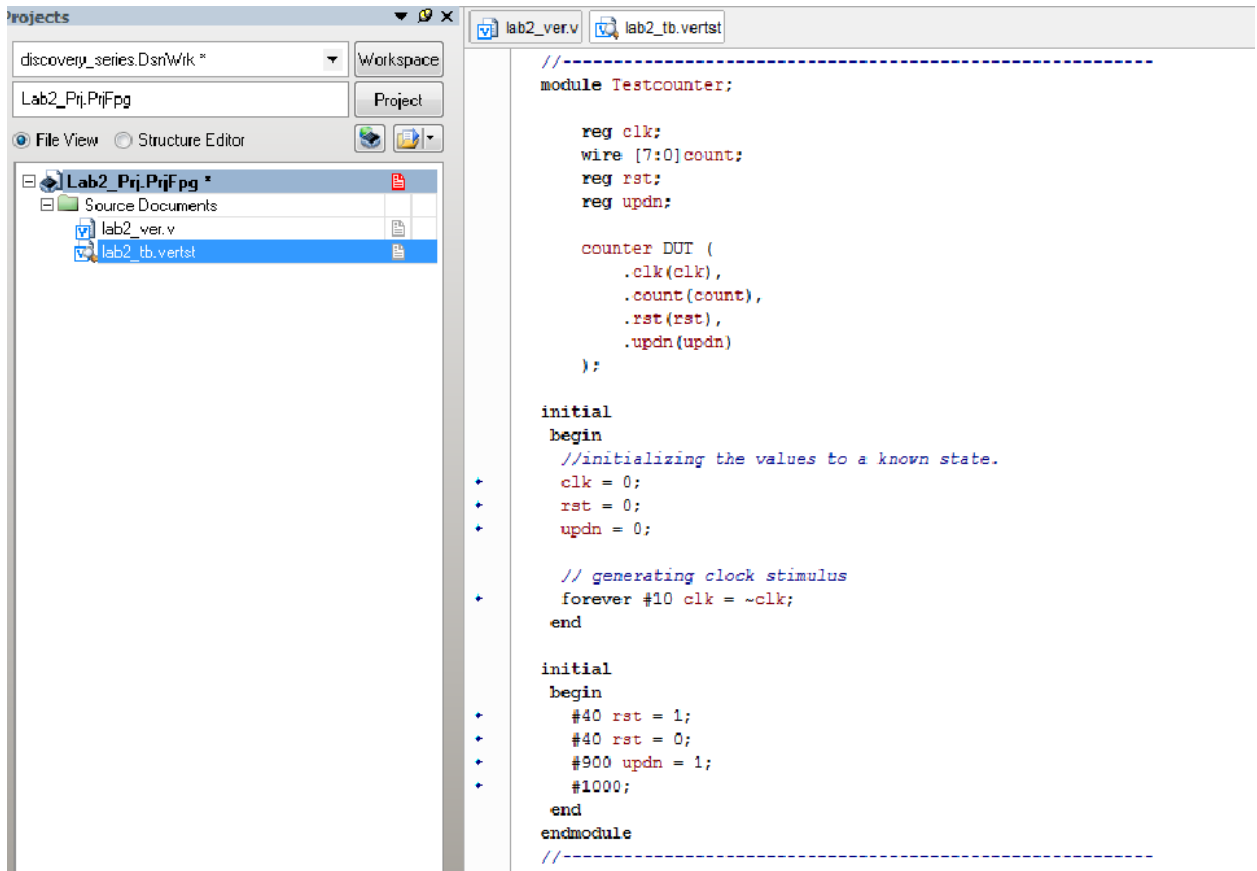 Projects
discovery_series.DsnWrk *
Workspace
Lab2_Prj.PrjFpg
Project
File View
Structure Editor
Lab2_Prj.PrjFpg *
Source Documents
lab2_ver.v
lab2_tb.vertst
lab2_ver.v
lab2_tb.vertst
//-----------------------------------------------------------
module Testcounter;
reg clk;
wire [7:0]count;
reg rst;
reg updn;
counter DUT (
.clk(clk),
.count(count),
.rst(rst),
.updn(updn)
);
initial
begin
//initializing the values to a known state.
clk = 0;
rst = 0;
updn = 0;
// generating clock stimulus
forever #10 clk = ~clk;
end
initial
begin
#40 rst = 1;
#40 rst = 0;
#900 updn = 1;
#1000;
end
endmodule
//-----------------------------------------------------------